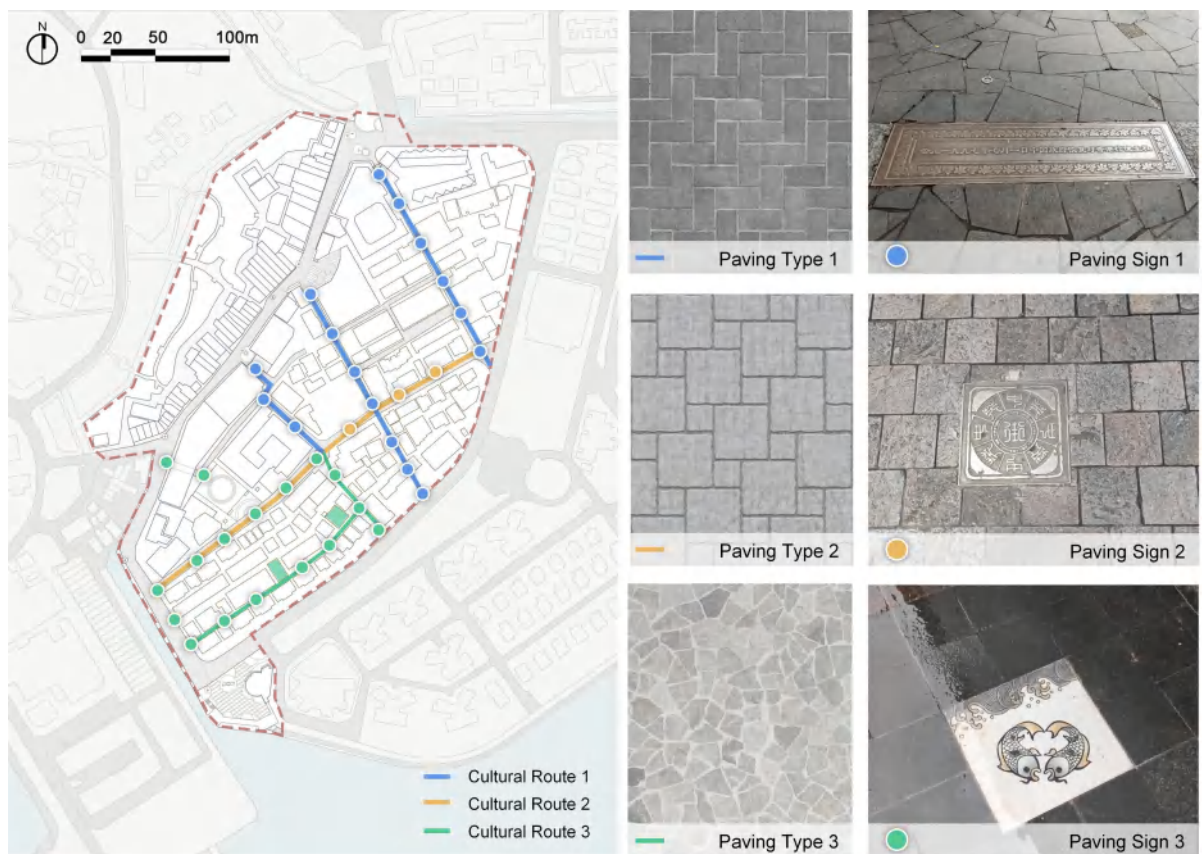 N
0 20 50 100m
Cultural Route 1
Cultural Route 2
Cultural Route 3
Paving Type 1
Paving Sign 1
Paving Type 2
Paving Sign 2
Paving Type 3
Paving Sign 3